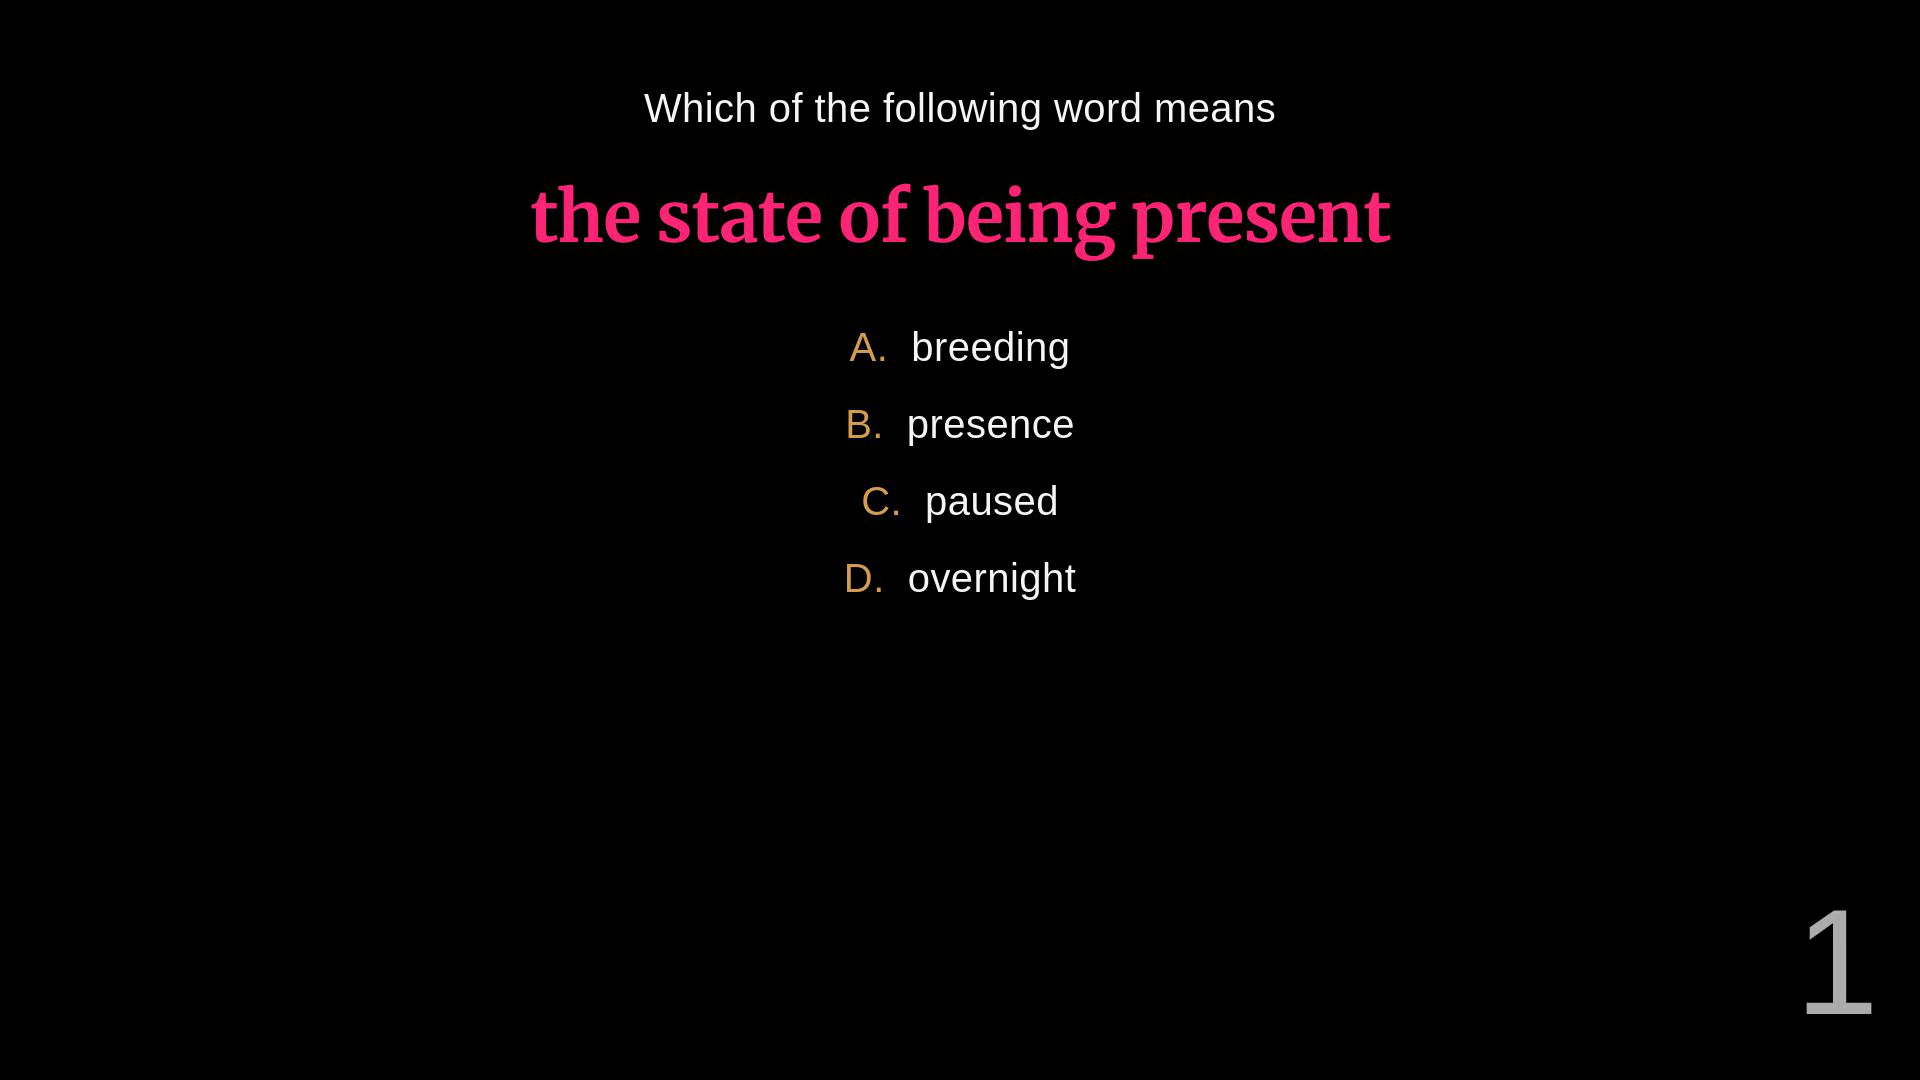 Which of the following word means
the state of being present
A. breeding
B. presence
C. paused
D. overnight
1